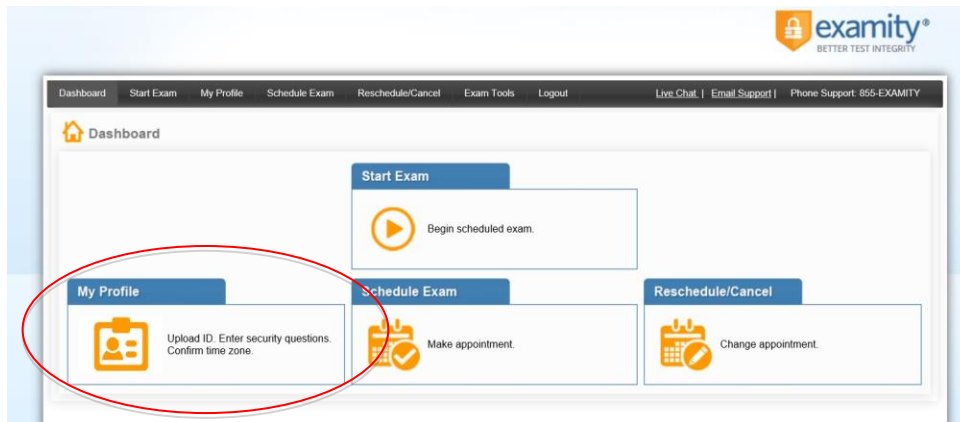 examity®
BETTER TEST INTEGRITY
Dashboard Start Exam My Profile Schedule Exam Reschedule/Cancel Exam Tools Logout Live Chat | Email Support | Phone Support: 855-EXAMITY
Dashboard
Start Exam
Begin scheduled exam.
My Profile
Upload ID. Enter security questions.
Confirm time zone.
Schedule Exam
Make appointment.
Reschedule/Cancel
Change appointment.